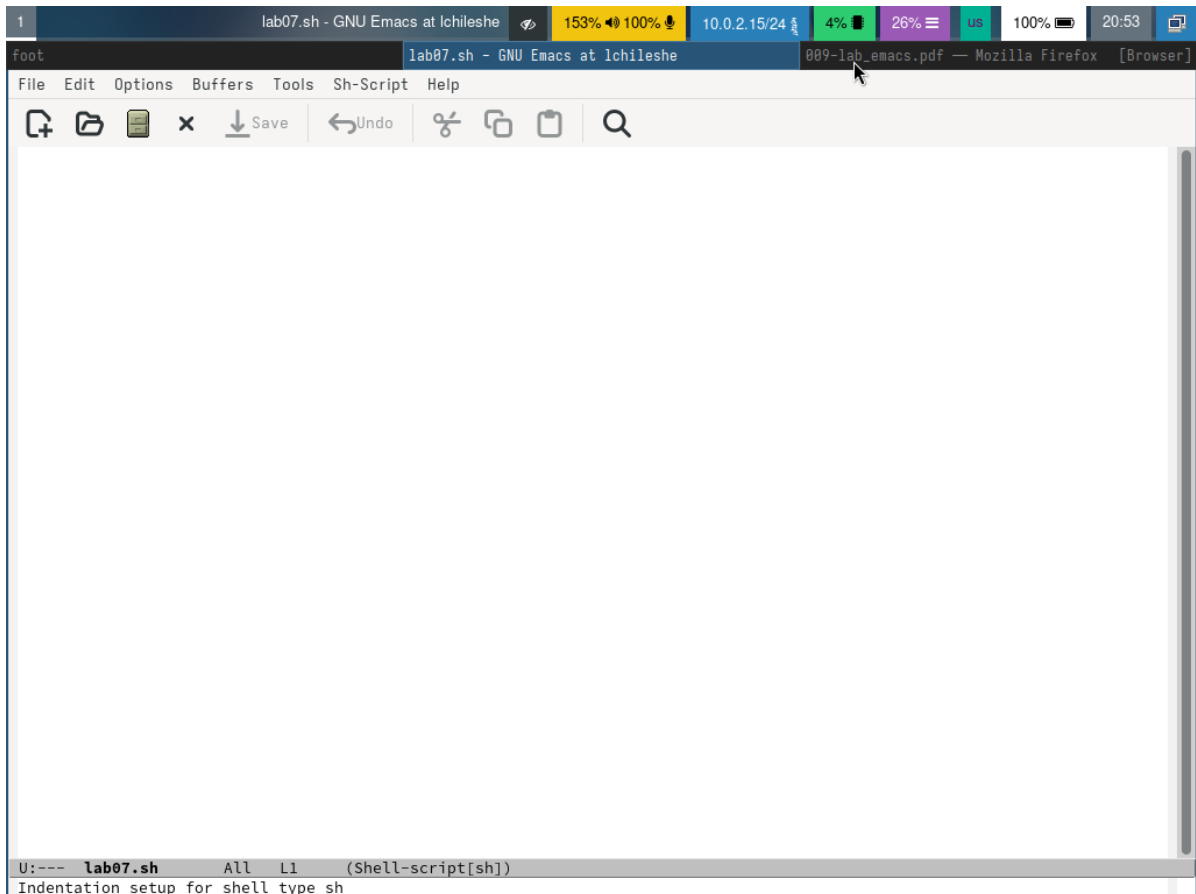 1 lab07.sh - GNU Emacs at lchileshe 153% 100% 10.0.2.15/24 4% 26% us 100% 20:53
foot lab07.sh - GNU Emacs at lchileshe 009-lab_emacs.pdf — Mozilla Firefox [Browser]
File Edit Options Buffers Tools Sh-Script Help
Save Undo
U:--- lab07.sh All L1 (Shell-script[sh])
Indentation setup for shell type sh